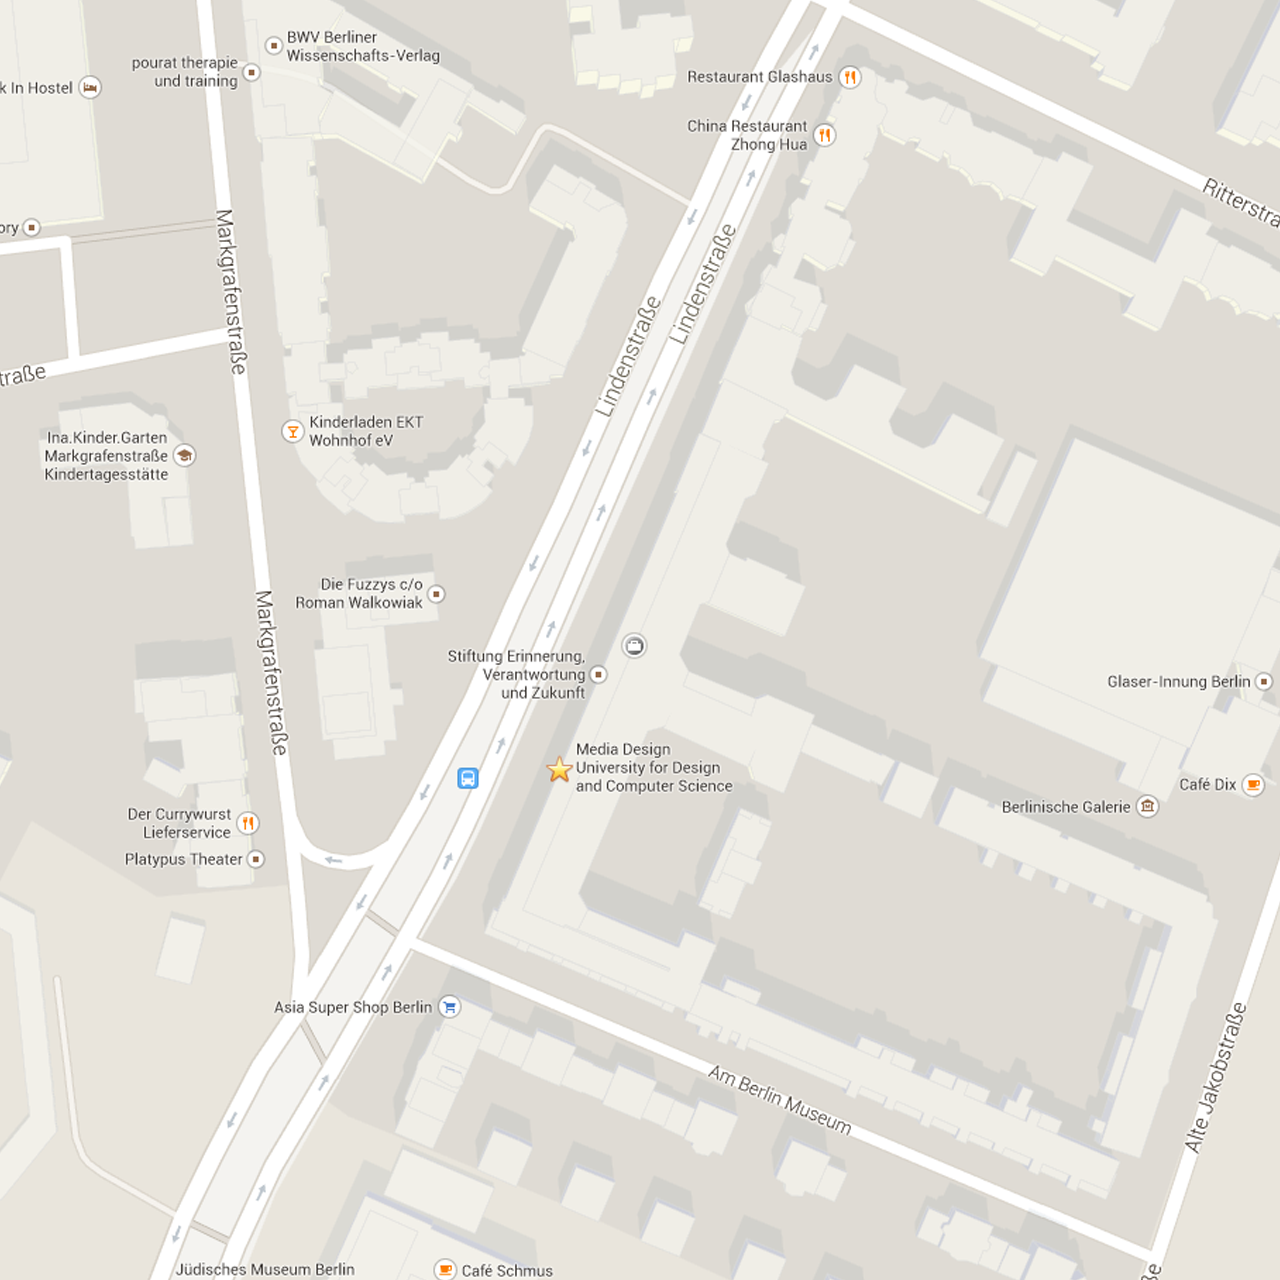 BWV Berliner
Wissenschafts-Verlag
pourat therapie
und training
k In Hostel
Restaurant Glashaus
China Restaurant
Zhong Hua
Ritterstra
ory
Markgrafenstraße
Lindenstraße
Lindenstraße
traße
Kinderladen EKT
Wohnhof eV
Ina.Kinder.Garten
Markgrafenstraße
Kindertagesstätte
Die Fuzzys c/o
Roman Walkowiak
Markgrafenstraße
Stiftung Erinnerung,
Verantwortung
und Zukunft
Glaser-Innung Berlin
Media Design
University for Design
and Computer Science
Café Dix
Berlinische Galerie
Der Currywurst
Lieferservice
Platypus Theater
Asia Super Shop Berlin
Am Berlin Museum
Alte Jakobstraße
Jüdisches Museum Berlin
Café Schmus
ße